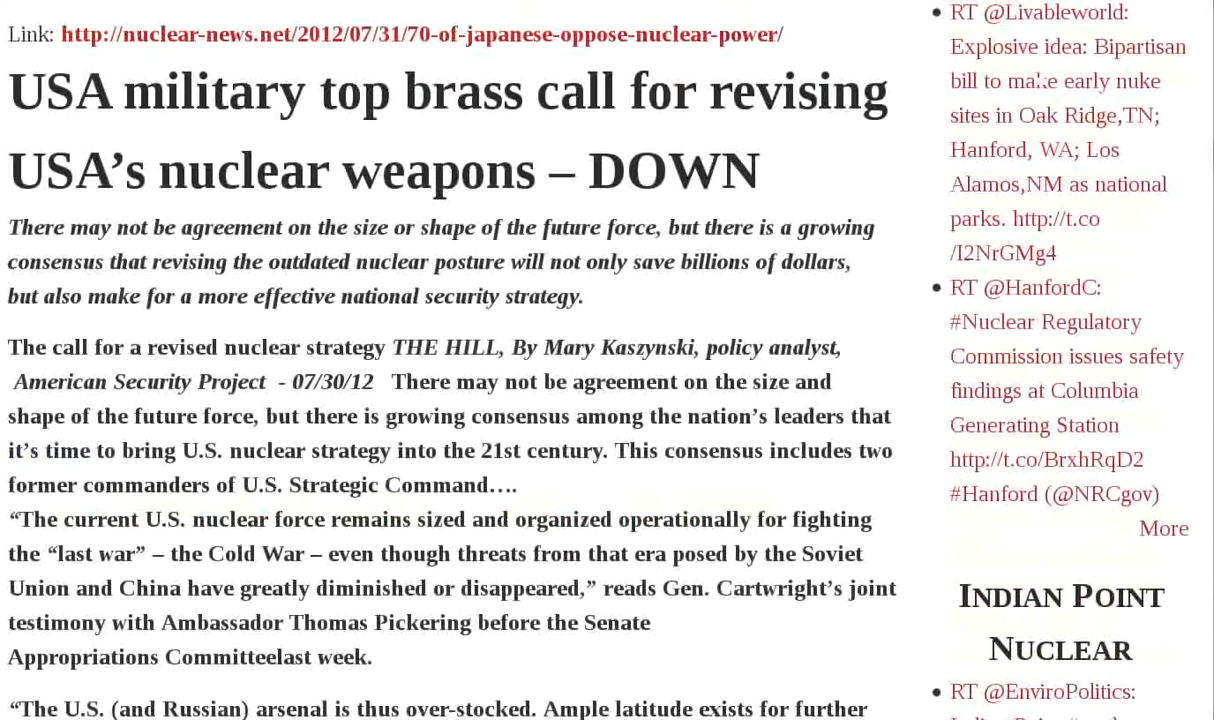 Link: http://nuclear-news.net/2012/07/31/70-of-japanese-oppose-nuclear-power/
USA military top brass call for revising
USA’s nuclear weapons – DOWN
There may not be agreement on the size or shape of the future force, but there is a growing
consensus that revising the outdated nuclear posture will not only save billions of dollars,
but also make for a more effective national security strategy.
The call for a revised nuclear strategy THE HILL, By Mary Kaszynski, policy analyst,
American Security Project - 07/30/12 There may not be agreement on the size and
shape of the future force, but there is growing consensus among the nation’s leaders that
it’s time to bring U.S. nuclear strategy into the 21st century. This consensus includes two
former commanders of U.S. Strategic Command….
“The current U.S. nuclear force remains sized and organized operationally for fighting
the “last war” – the Cold War – even though threats from that era posed by the Soviet
Union and China have greatly diminished or disappeared,” reads Gen. Cartwright’s joint
testimony with Ambassador Thomas Pickering before the Senate
Appropriations Committeelast week.
“The U.S. (and Russian) arsenal is thus over-stocked. Ample latitude exists for further
RT @Livableworld:
Explosive idea: Bipartisan
bill to make early nuke
sites in Oak Ridge,TN;
Hanford, WA; Los
Alamos,NM as national
parks. http://t.co
/I2NrGMg4
RT @HanfordC:
#Nuclear Regulatory
Commission issues safety
findings at Columbia
Generating Station
http://t.co/BrxhRqD2
#Hanford (@NRCgov)
More
INDIAN POINT
NUCLEAR
RT @EnviroPolitics: